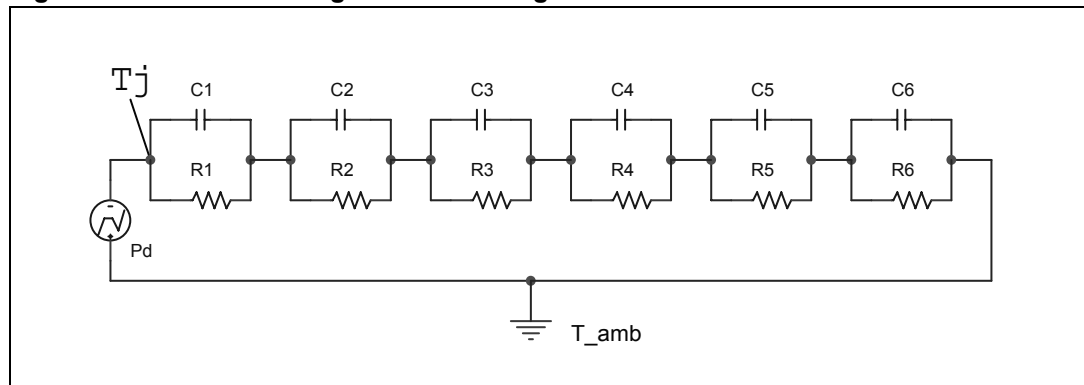 Tj
C1 C2 C3 C4 C5 C6
R1 R2 R3 R4 R5 R6
Pd
T_amb